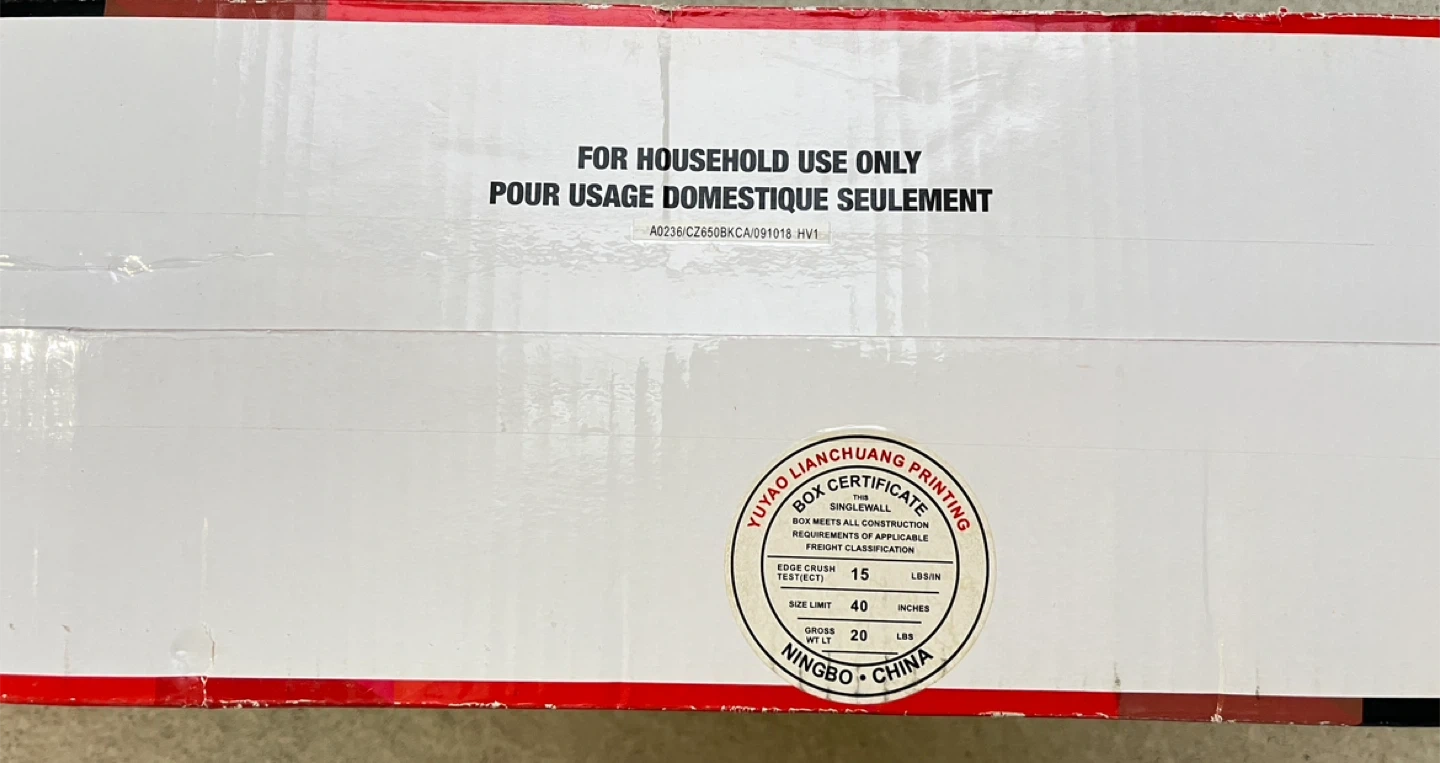 FOR HOUSEHOLD USE ONLY
POUR USAGE DOMESTIQUE SEULEMENT
A0236/CZ650BKCA/091018 HV1
YUYAO LIANCHUANG PRINTING
BOX CERTIFICATE
THIS
SINGLEWALL
BOX MEETS ALL CONSTRUCTION
REQUIREMENTS OF APPLICABLE
FREIGHT CLASSIFICATION
EDGE CRUSH
TEST(ECT) 15 LBS/IN
SIZE LIMIT 40 INCHES
GROSS
WT LT 20 LBS
NINGBO • CHINA